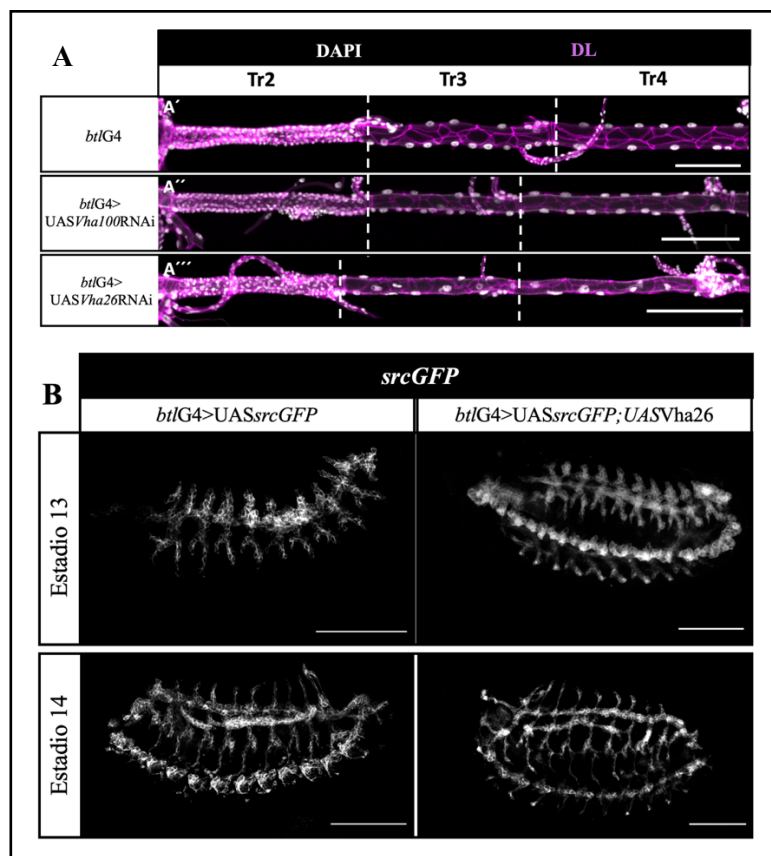 A
DAPI DL
Tr2 Tr3 Tr4
btlG4
A´
btlG4>
UASVha100RNAi
A´´
btlG4>
UASVha26RNAi
A´´´
B
srcGFP
btlG4>UASsrcGFP
btlG4>UASsrcGFP;UASVha26
Estadio 13
Estadio 14